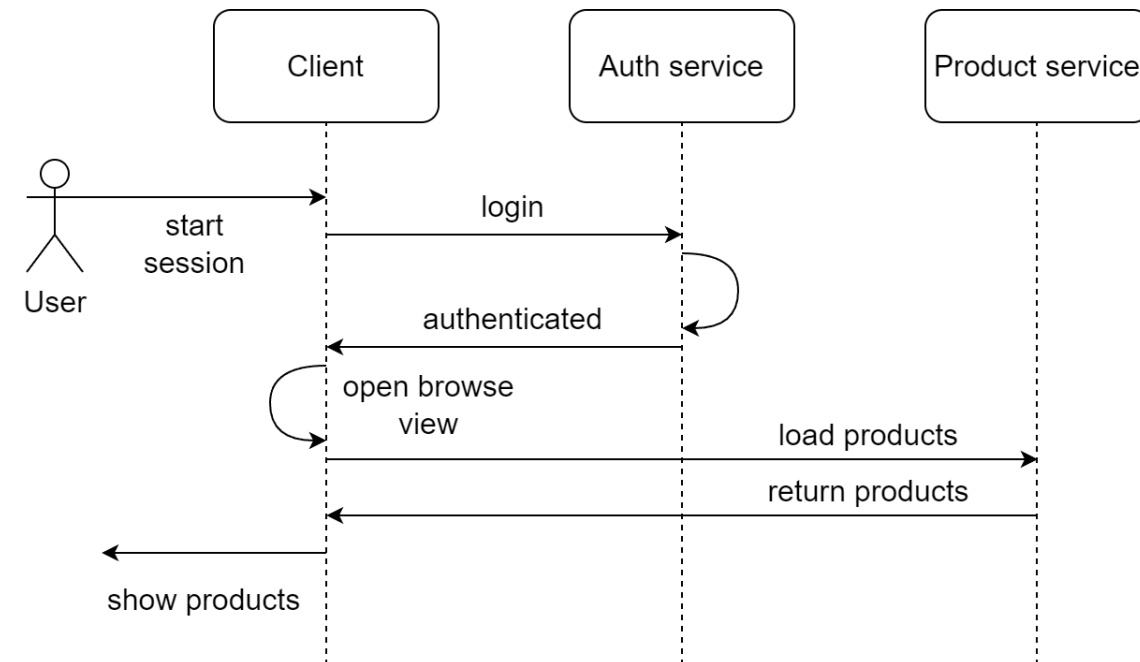 Client
Auth service
Product service
start
session
User
login
authenticated
open browse
view
load products
return products
show products